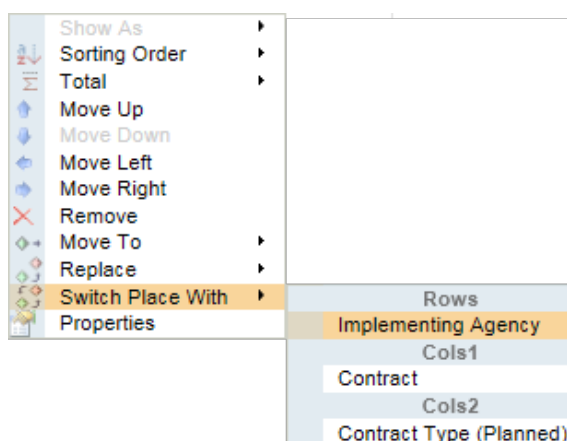 Show As
Sorting Order
Total
Move Up
Move Down
Move Left
Move Right
Remove
Move To
Replace
Switch Place With
Properties
Rows
Implementing Agency
Cols1
Contract
Cols2
Contract Type (Planned)